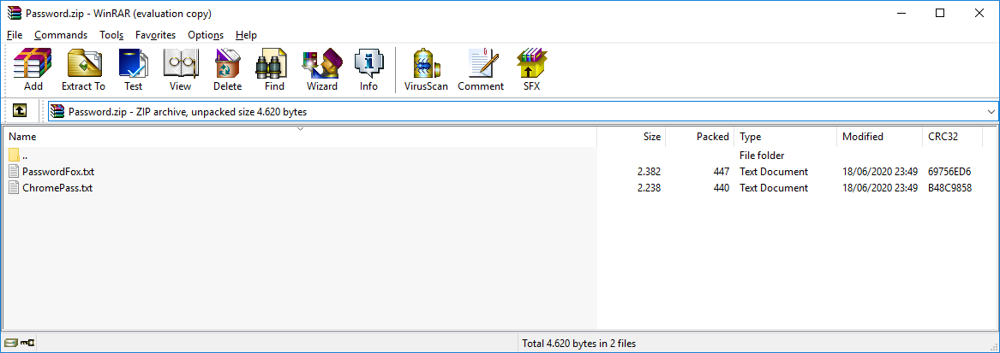 Password.zip - WinRAR (evaluation copy)
File Commands Tools Favorites Options Help
Add Extract To Test View Delete Find Wizard Info VirusScan Comment SFX
Password.zip - ZIP archive, unpacked size 4.620 bytes
Name Size Packed Type Modified CRC32
.. File folder
PasswordFox.txt 2.382 447 Text Document 18/06/2020 23:49 69756ED6
ChromePass.txt 2.238 440 Text Document 18/06/2020 23:49 B48C9858
Total 4.620 bytes in 2 files